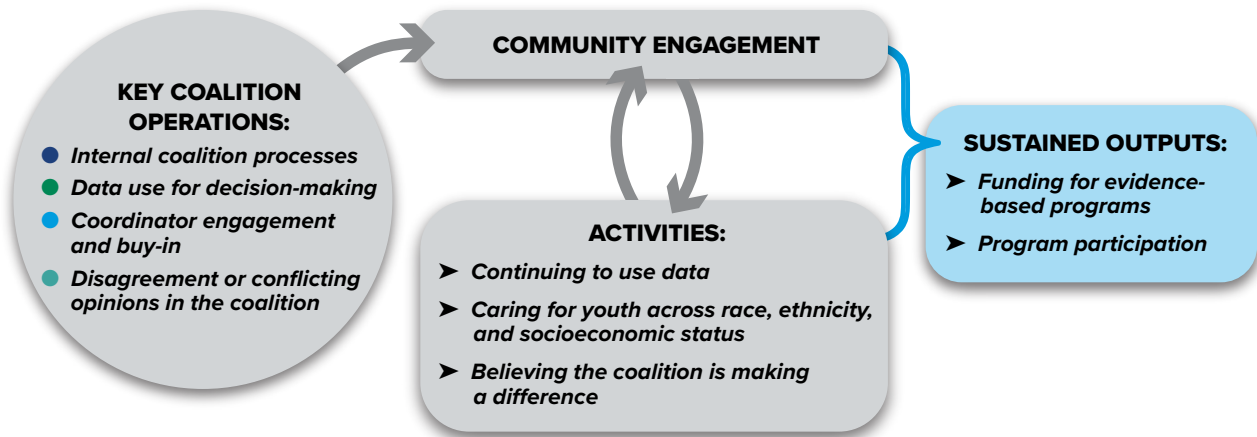 KEY COALITION
OPERATIONS:
Internal coalition processes
Data use for decision-making
Coordinator engagement
and buy-in
Disagreement or conflicting
opinions in the coalition
COMMUNITY ENGAGEMENT
ACTIVITIES:
➤ Continuing to use data
➤ Caring for youth across race, ethnicity,
and socioeconomic status
➤ Believing the coalition is making
a difference
SUSTAINED OUTPUTS:
➤ Funding for evidence-
based programs
➤ Program participation